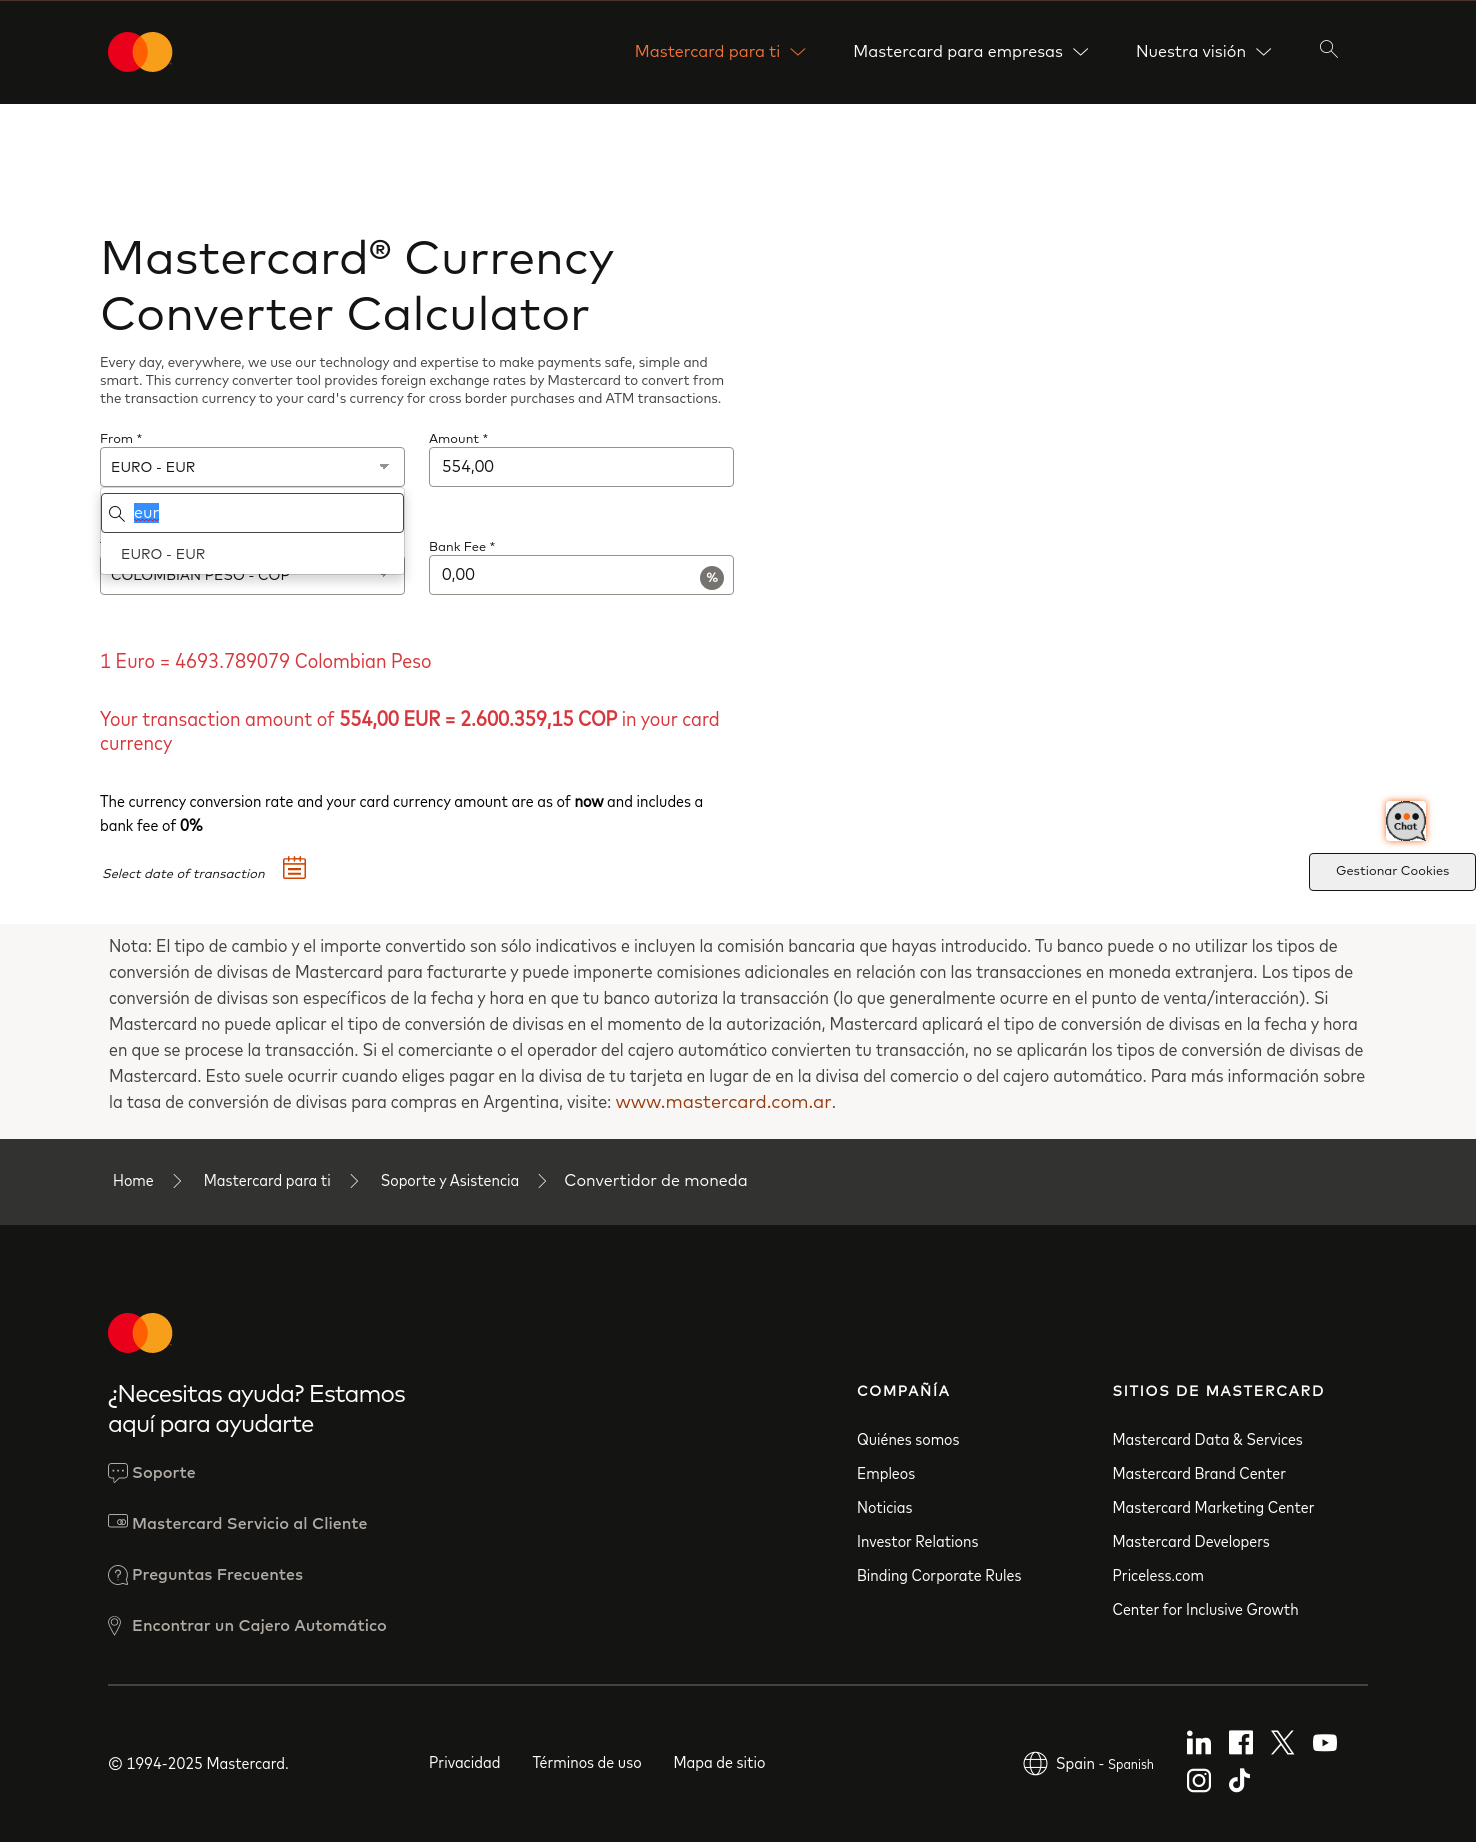 Mastercard para ti
Mastercard para empresas
Nuestra visión
Mastercard® Currency
Converter Calculator
Every day, everywhere, we use our technology and expertise to make payments safe, simple and
smart. This currency converter tool provides foreign exchange rates by Mastercard to convert from
the transaction currency to your card's currency for cross border purchases and ATM transactions.
From *
Amount *
EURO - EUR
554,00
eur
EURO - EUR
Bank Fee *
COLOMBIAN PESO - COP
0,00
%
1 Euro = 4693.789079 Colombian Peso
Your transaction amount of 554,00 EUR = 2.600.359,15 COP in your card
currency
The currency conversion rate and your card currency amount are as of now and includes a
bank fee of 0%
Chat
Select date of transaction
Gestionar Cookies
Nota: El tipo de cambio y el importe convertido son sólo indicativos e incluyen la comisión bancaria que hayas introducido. Tu banco puede o no utilizar los tipos de
conversión de divisas de Mastercard para facturarte y puede imponerte comisiones adicionales en relación con las transacciones en moneda extranjera. Los tipos de
conversión de divisas son específicos de la fecha y hora en que tu banco autoriza la transacción (lo que generalmente ocurre en el punto de venta/interacción). Si
Mastercard no puede aplicar el tipo de conversión de divisas en el momento de la autorización, Mastercard aplicará el tipo de conversión de divisas en la fecha y hora
en que se procese la transacción. Si el comerciante o el operador del cajero automático convierten tu transacción, no se aplicarán los tipos de conversión de divisas de
Mastercard. Esto suele ocurrir cuando eliges pagar en la divisa de tu tarjeta en lugar de en la divisa del comercio o del cajero automático. Para más información sobre
la tasa de conversión de divisas para compras en Argentina, visite: www.mastercard.com.ar.
Home
Mastercard para ti
Soporte y Asistencia
Convertidor de moneda
¿Necesitas ayuda? Estamos
aquí para ayudarte
Soporte
Mastercard Servicio al Cliente
Preguntas Frecuentes
Encontrar un Cajero Automático
COMPAÑÍA
Quiénes somos
Empleos
Noticias
Investor Relations
Binding Corporate Rules
SITIOS DE MASTERCARD
Mastercard Data & Services
Mastercard Brand Center
Mastercard Marketing Center
Mastercard Developers
Priceless.com
Center for Inclusive Growth
© 1994-2025 Mastercard.
Privacidad
Términos de uso
Mapa de sitio
Spain - Spanish